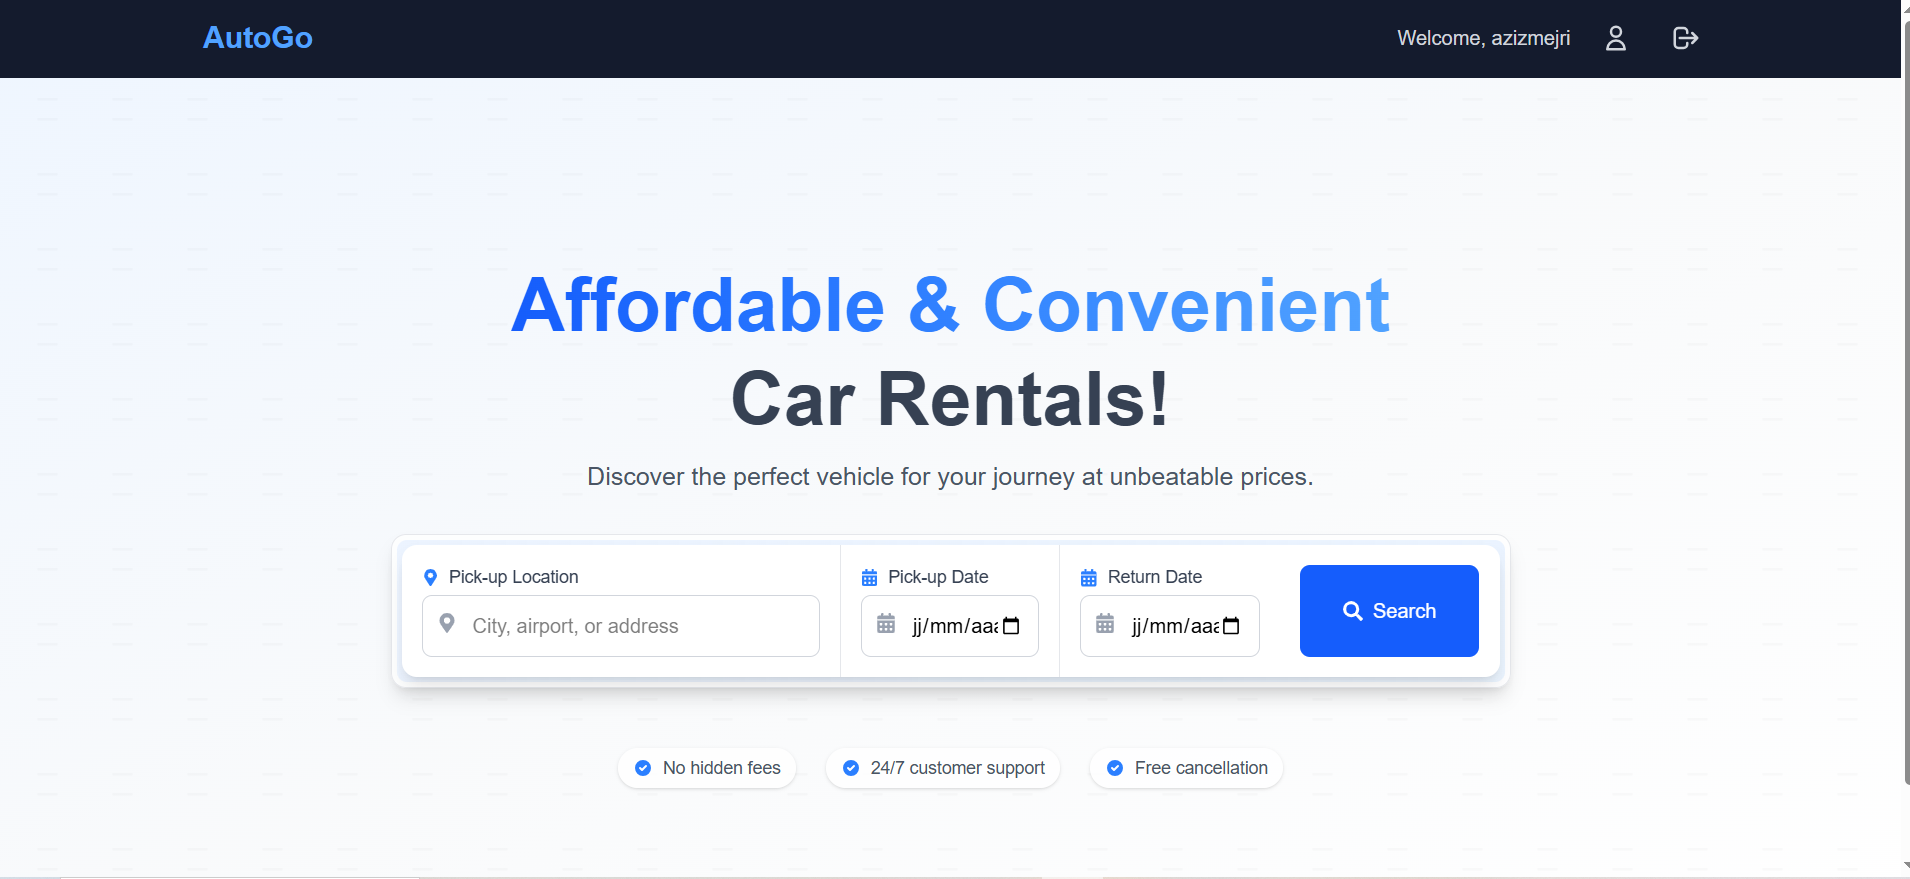 AutoGo
Welcome, azizmejri
Affordable & Convenient
Car Rentals!
Discover the perfect vehicle for your journey at unbeatable prices.
Pick-up Location
City, airport, or address
Pick-up Date
jj/mm/aaa
Return Date
jj/mm/aaa
Search
No hidden fees
24/7 customer support
Free cancellation